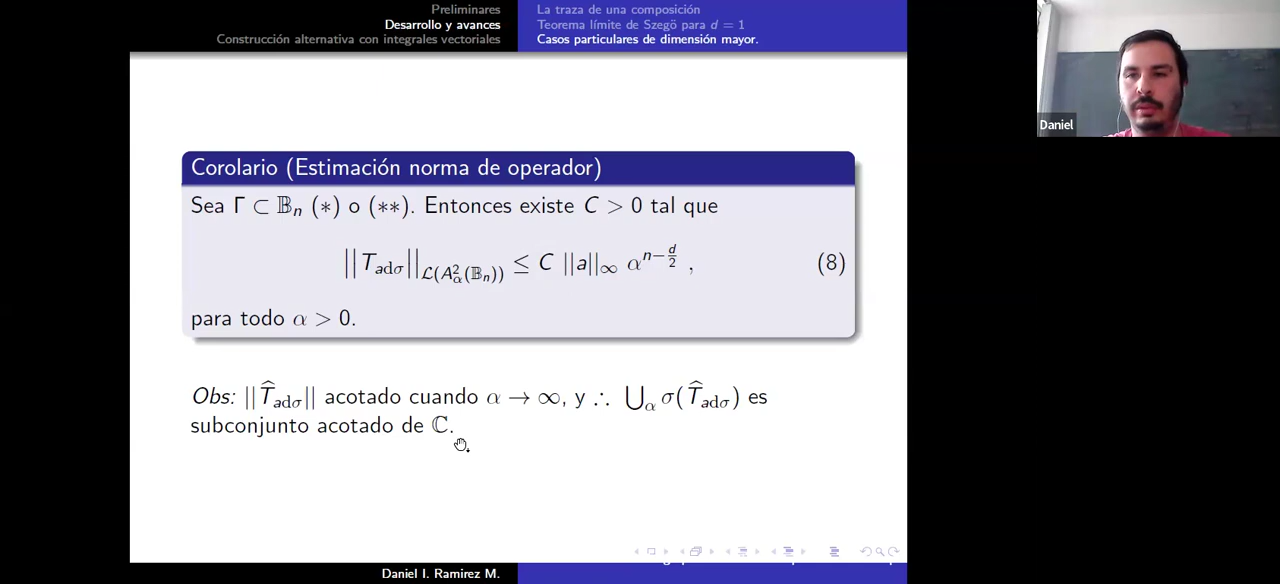 Preliminares
Desarrollo y avances
Construcción alternativa con integrales vectoriales
La traza de una composición
Teorema límite de Szegö para d = 1
Casos particulares de dimensión mayor.
Daniel
Corolario (Estimación norma de operador)
Sea Γ ⊂ 𝔹ₙ (∗) o (∗∗). Entonces existe C > 0 tal que
||T_{adσ}||_{ℒ(A²_α(𝔹ₙ))} ≤ C ||a||_∞ α^{n−d/2} , (8)
para todo α > 0.
Obs: ||T̂_{adσ}|| acotado cuando α → ∞, y ∴ ⋃_α σ(T̂_{adσ}) es
subconjunto acotado de ℂ.
Daniel I. Ramirez M.